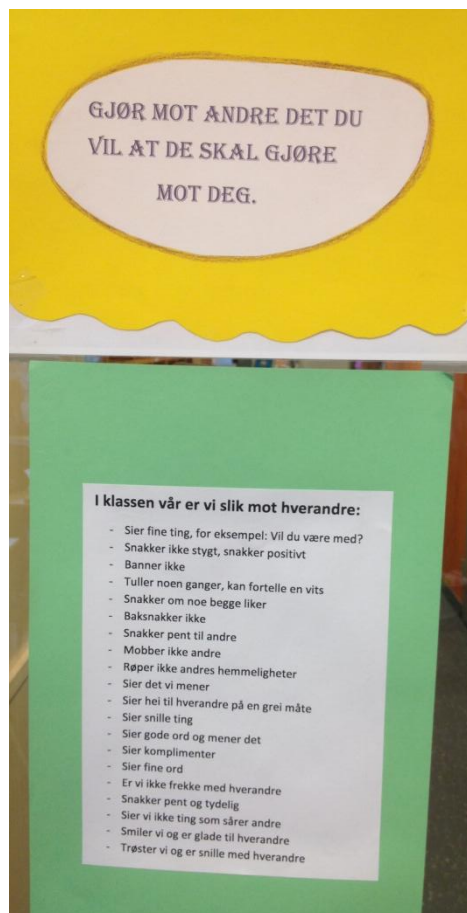 GJØR MOT ANDRE DET DU
VIL AT DE SKAL GJØRE
MOT DEG.
I klassen vår er vi slik mot hverandre:
- Sier fine ting, for eksempel: Vil du være med?
- Snakker ikke stygt, snakker positivt
- Banner ikke
- Tuller noen ganger, kan fortelle en vits
- Snakker om noe begge liker
- Baksnakker ikke
- Snakker pent til andre
- Mobber ikke andre
- Røper ikke andres hemmeligheter
- Sier det vi mener
- Sier hei til hverandre på en grei måte
- Sier snille ting
- Sier gode ord og mener det
- Sier komplimenter
- Sier fine ord
- Er vi ikke frekke med hverandre
- Snakker pent og tydelig
- Sier vi ikke ting som sårer andre
- Smiler vi og er glade til hverandre
- Trøster vi og er snille med hverandre